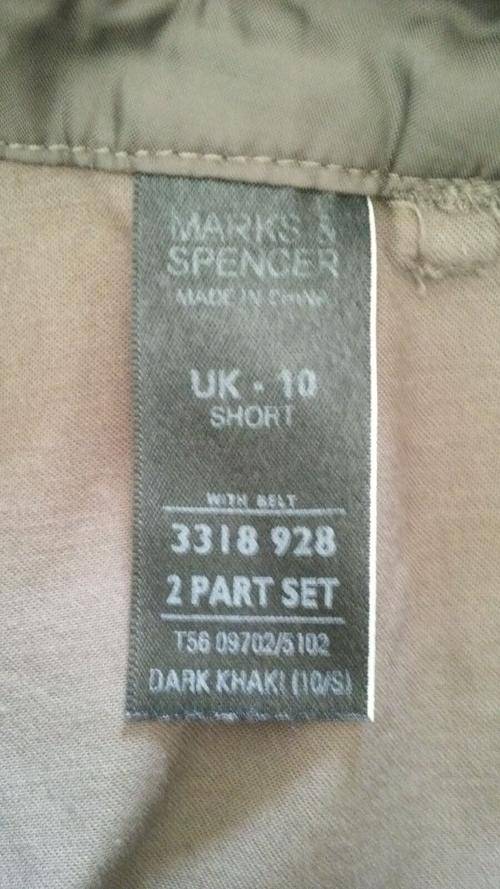 MARKS &
SPENCER
MADE IN CHINA
UK - 10
SHORT
WITH BELT
3318 928
2 PART SET
T56 09702/5102
DARK KHAKI (10/S)